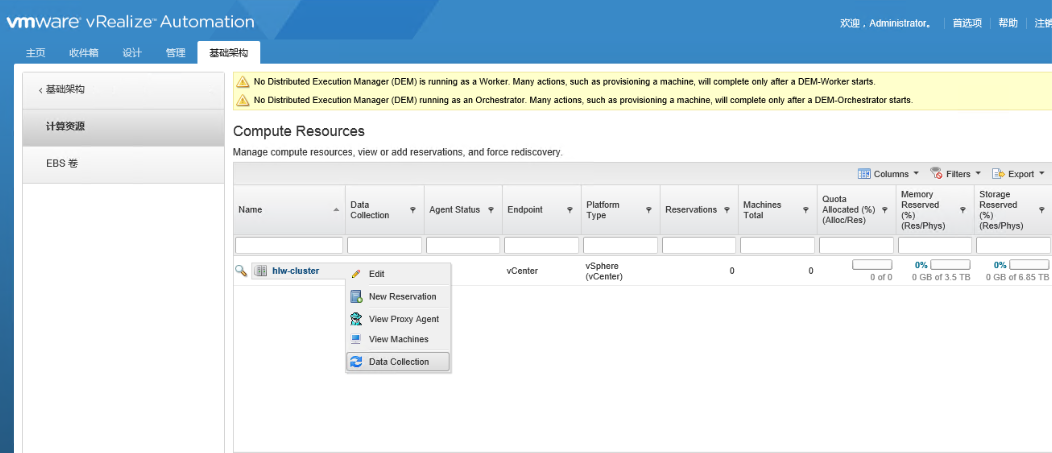 vmware vRealize™ Automation
欢迎，Administrator。 首选项 帮助 注销
主页 收件箱 设计 管理 基础架构
< 基础架构
计算资源
EBS 卷
No Distributed Execution Manager (DEM) is running as a Worker. Many actions, such as provisioning a machine, will complete only after a DEM-Worker starts.
No Distributed Execution Manager (DEM) running as an Orchestrator. Many actions, such as provisioning a machine, will complete only after a DEM-Orchestrator starts.
Compute Resources
Manage compute resources, view or add reservations, and force rediscovery.
Columns Filters Export
Name
Data
Collection
Agent Status
Endpoint
Platform
Type
Reservations
Machines
Total
Quota
Allocated (%)
(Alloc/Res)
Memory
Reserved
(%)
(Res/Phys)
Storage
Reserved
(%)
(Res/Phys)
hlw-cluster
vCenter
vSphere
(vCenter)
0
0
0 of 0
0%
0 GB of 3.5 TB
0%
0 GB of 6.85 TB
Edit
New Reservation
View Proxy Agent
View Machines
Data Collection